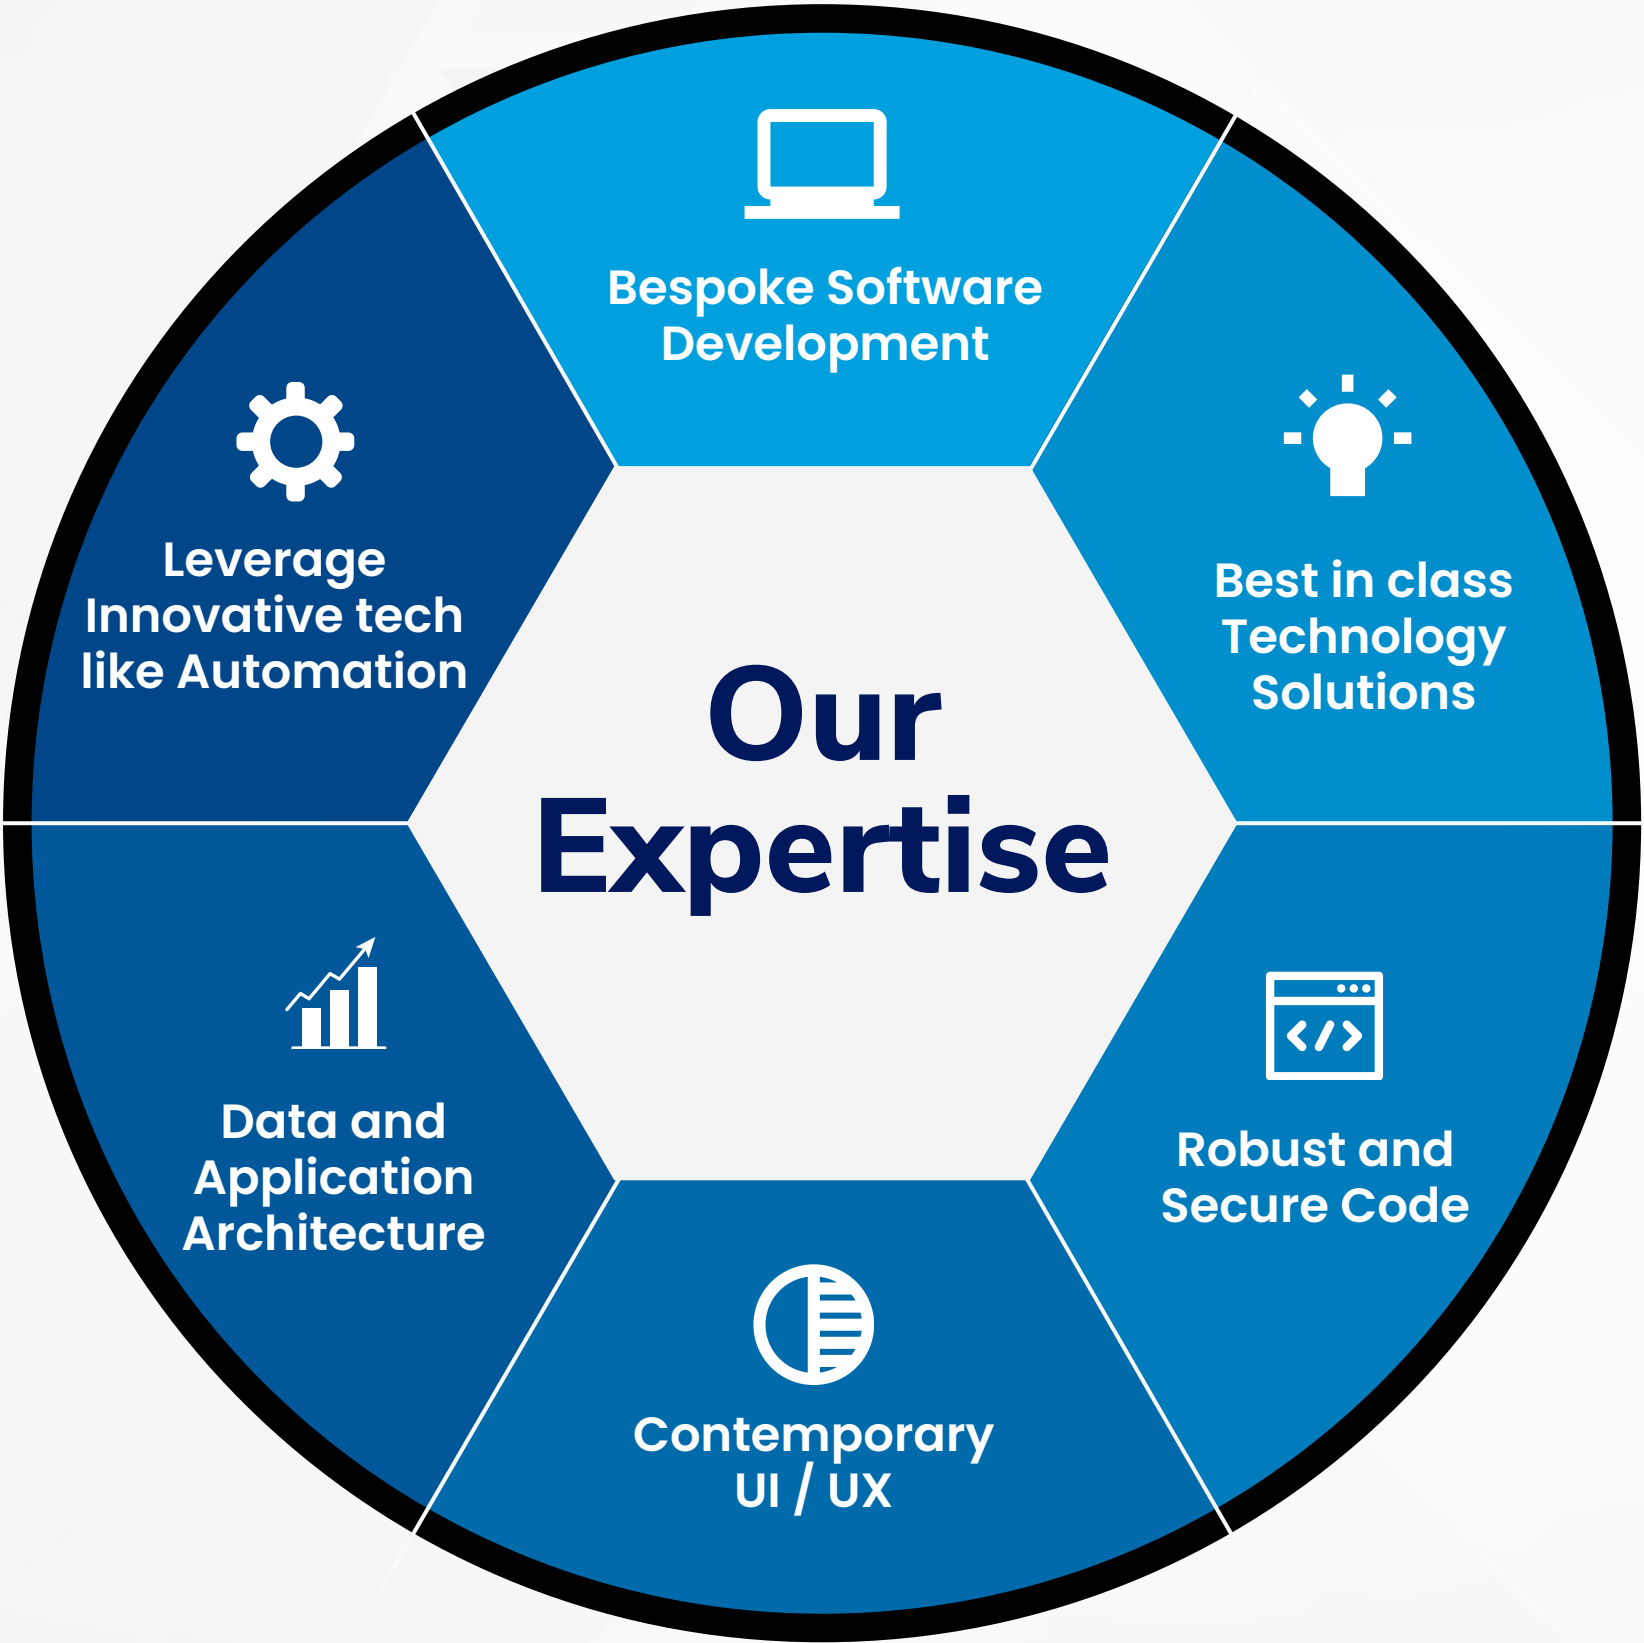 Bespoke Software
Development
Best in class
Technology
Solutions
Robust and
Secure Code
Contemporary
UI / UX
Data and
Application
Architecture
Leverage
Innovative tech
like Automation
Our
Expertise